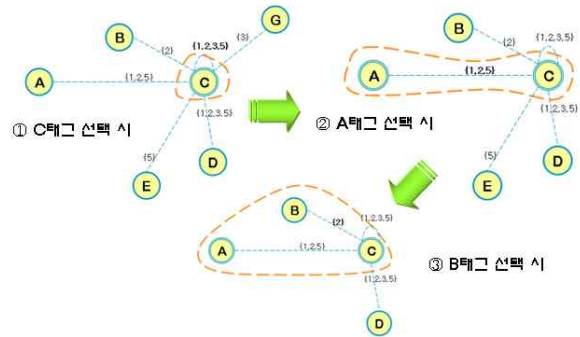 G
B
{3}
{2}
{1,2,3,5}
A
{1,2,5}
C
① C태그 선택 시
{1,2,3,5}
{5}
D
E
B
{1,2,3,5}
{2}
A
{1,2,5}
C
② A태그 선택 시
{1,2,3,5}
{5}
D
E
B
{2}
{1,2,3,5}
A
{1,2,5}
C
③ B태그 선택 시
{1,2,3,5}
D